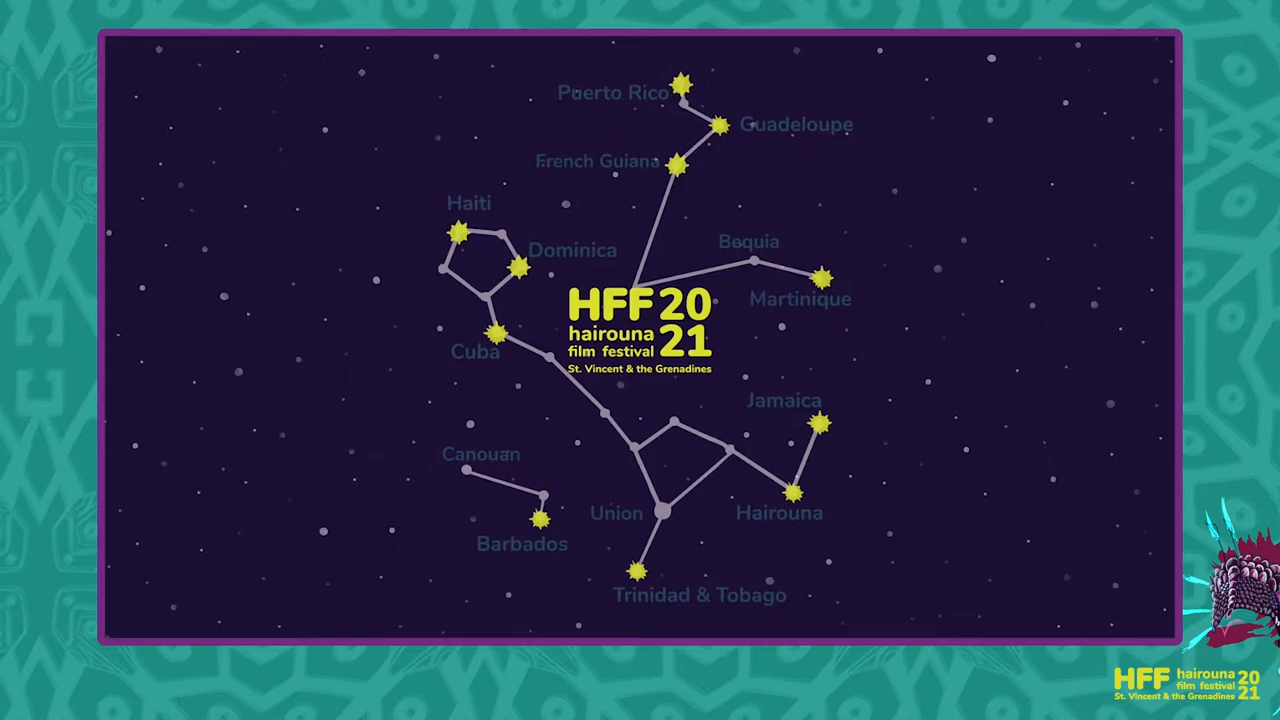 Puerto Rico
Guadeloupe
French Guiana
Haiti
Dominica
Bequia
Martinique
HFF 20
hairouna 21
film festival
St. Vincent & the Grenadines
Cuba
Jamaica
Canouan
Union
Hairouna
Barbados
Trinidad & Tobago
HFF hairouna 20
film festival 21
St. Vincent & the Grenadines